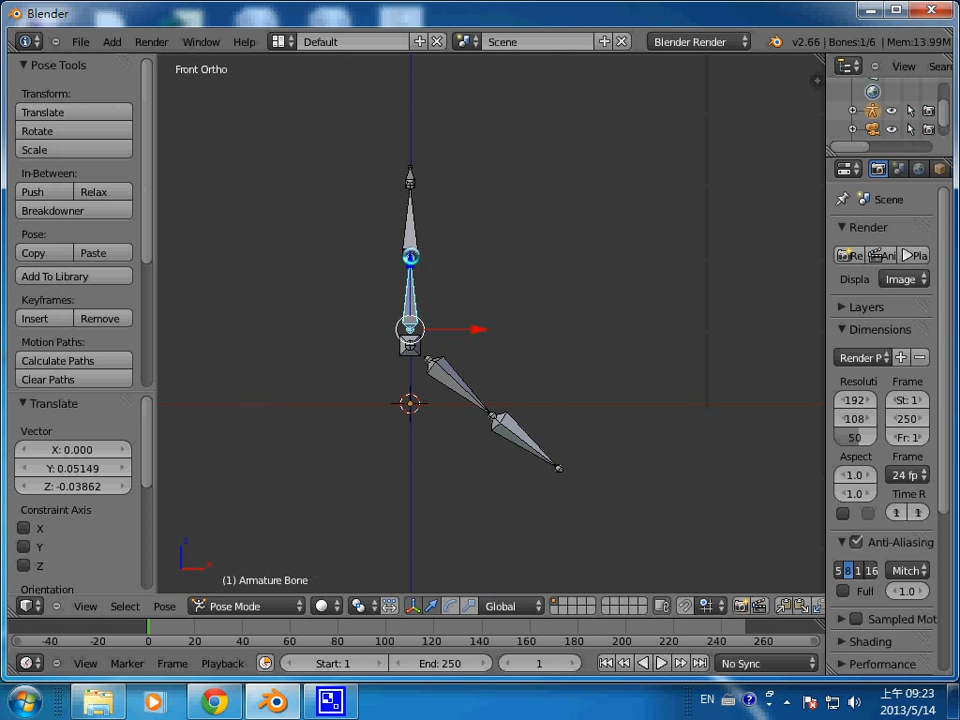 Blender
File Add Render Window Help Default Scene Blender Render v2.66 | Bones:1/6 | Mem:13.99M
Pose Tools
Transform:
Translate
Rotate
Scale
In-Between:
Push Relax
Breakdowner
Pose:
Copy Paste
Add To Library
Keyframes:
Insert Remove
Motion Paths:
Calculate Paths
Clear Paths
Translate
Vector
X: 0.000
Y: 0.05149
Z: -0.03862
Constraint Axis
X
Y
Z
Orientation
Front Ortho
z
x
(1) Armature Bone
View Sear
Scene
Render
Re Ani Pla
Displa Image
Layers
Dimensions
Render P
Resoluti Frame
192 St: 1
108 250
50 Fr: 1
Aspect Frame
1.0 24 fp
1.0 Time R
1 1
Anti-Aliasing
5 8 1 16 Mitch
Full 1.0
Sampled Mot
Shading
Performance
View Select Pose Pose Mode Global
-40 -20 0 20 40 60 80 100 120 140 160 180 200 220 240 260
View Marker Frame Playback Start: 1 End: 250 1 No Sync
EN 上午 09:23
2013/5/14